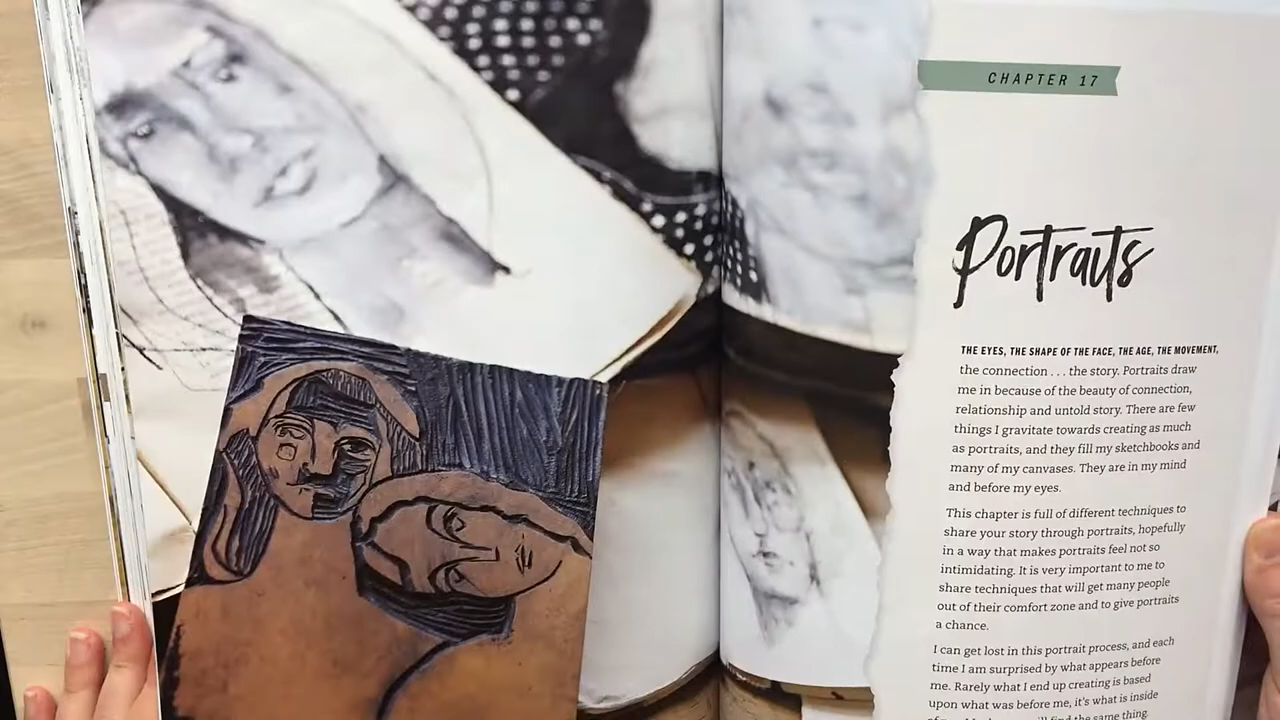 CHAPTER 17
Portraits
THE EYES, THE SHAPE OF THE FACE, THE AGE, THE MOVEMENT,
the connection . . . the story. Portraits draw
me in because of the beauty of connection,
relationship and untold story. There are few
things I gravitate towards creating as much
as portraits, and they fill my sketchbooks and
many of my canvases. They are in my mind
and before my eyes.
This chapter is full of different techniques to
share your story through portraits, hopefully
in a way that makes portraits feel not so
intimidating. It is very important to me to
share techniques that will get many people
out of their comfort zone and to give portraits
a chance.
I can get lost in this portrait process, and each
time I am surprised by what appears before
me. Rarely what I end up creating is based
upon what was before me, it's what is inside
will find the same thing.